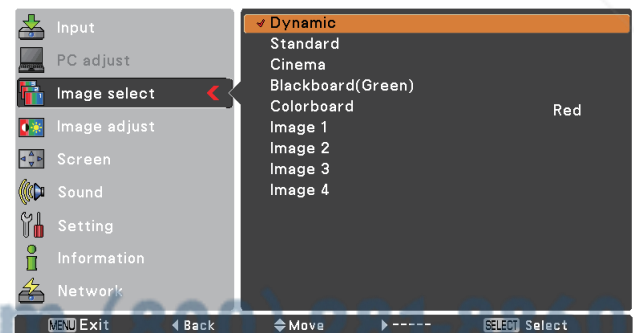 Input
PC adjust
Image select
Image adjust
Screen
Sound
Setting
Information
Network
Dynamic
Standard
Cinema
Blackboard(Green)
Colorboard Red
Image 1
Image 2
Image 3
Image 4
MENU Exit Back Move ----- SELECT Select